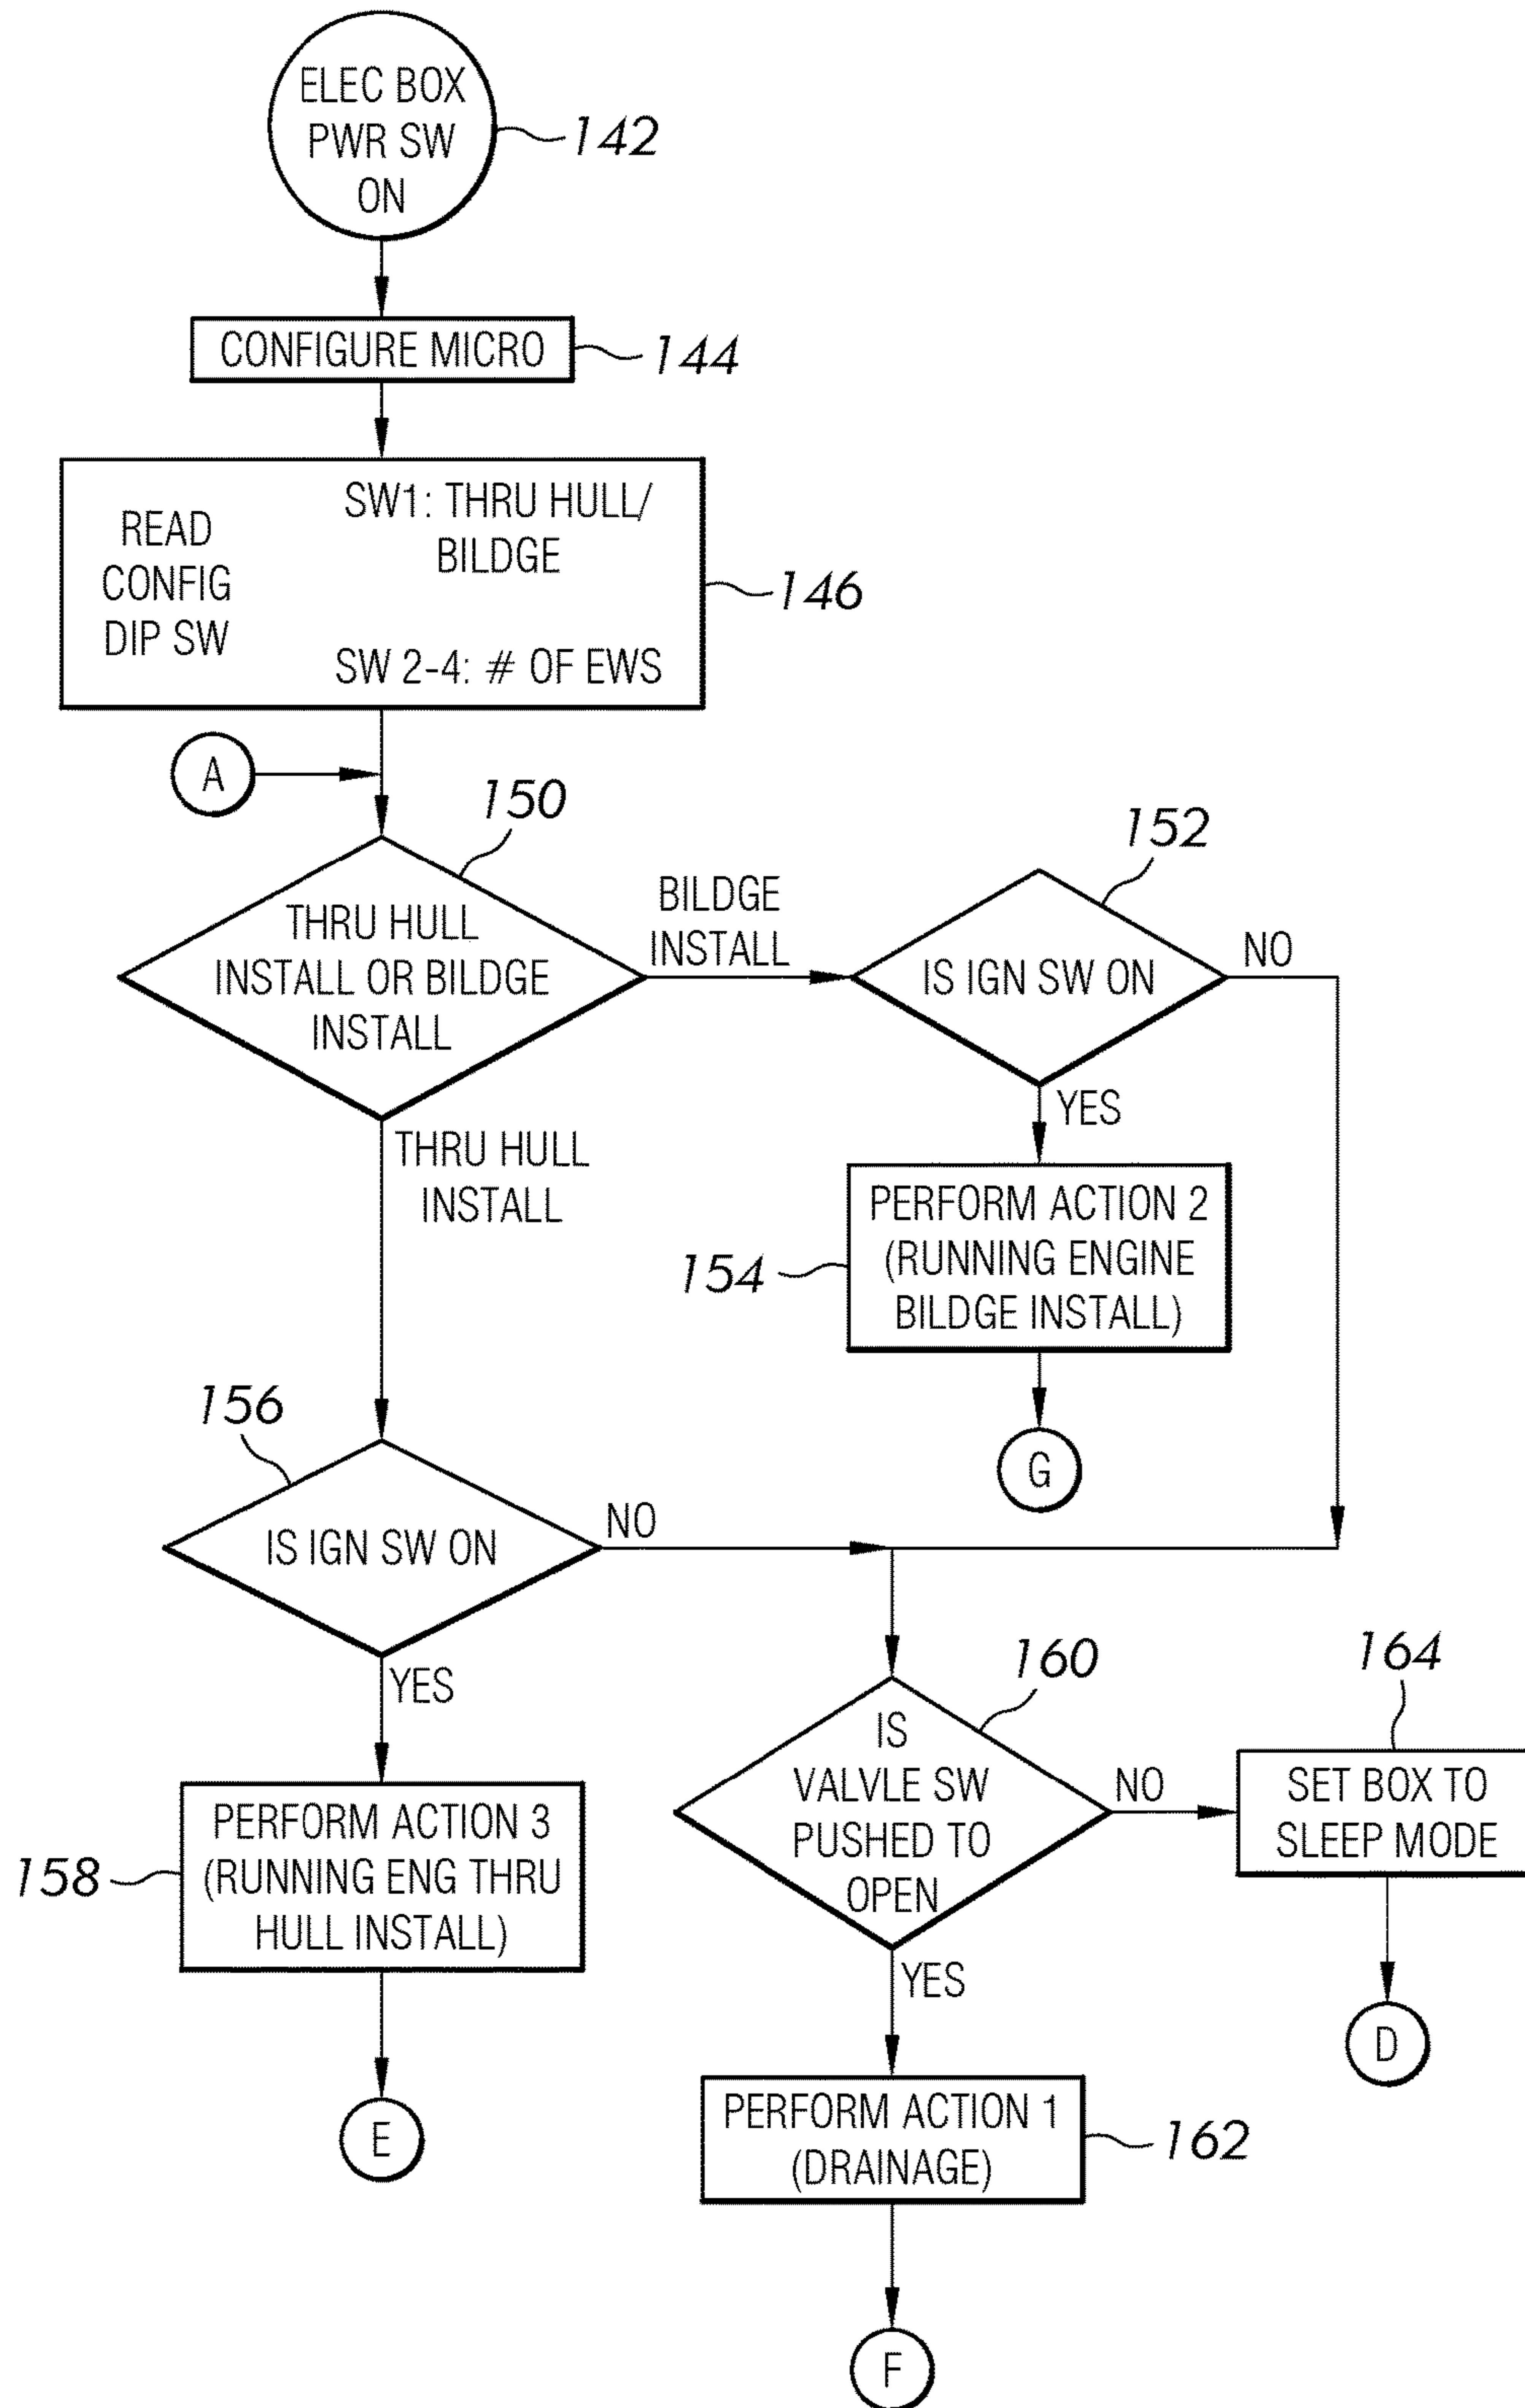 ELEC BOX
PWR SW
ON
142
CONFIGURE MICRO
144
READ
CONFIG
DIP SW
SW1: THRU HULL/
BILDGE
SW 2-4: # OF EWS
146
A
150
THRU HULL
INSTALL OR BILDGE
INSTALL
BILDGE
INSTALL
152
IS IGN SW ON
NO
YES
THRU HULL
INSTALL
PERFORM ACTION 2
(RUNNING ENGINE
BILDGE INSTALL)
154
G
156
IS IGN SW ON
NO
YES
160
IS
VALVLE SW
PUSHED TO
OPEN
NO
164
SET BOX TO
SLEEP MODE
D
PERFORM ACTION 3
(RUNNING ENG THRU
HULL INSTALL)
158
E
YES
PERFORM ACTION 1
(DRAINAGE)
162
F